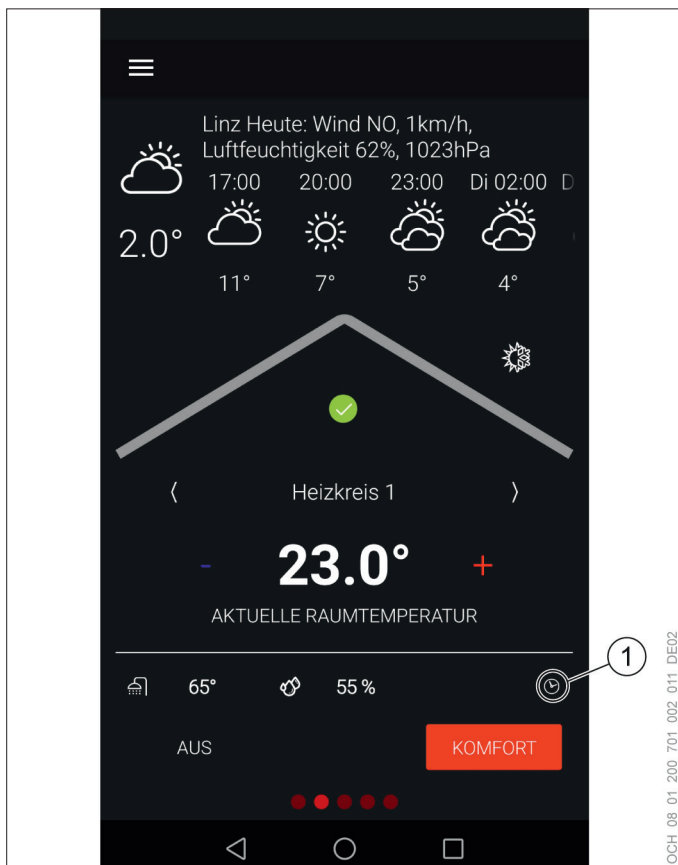 Linz Heute: Wind NO, 1km/h,
Luftfeuchtigkeit 62%, 1023hPa
17:00 20:00 23:00 Di 02:00 D
2.0°
11° 7° 5° 4°
Heizkreis 1
- 23.0° +
AKTUELLE RAUMTEMPERATUR
1
65° 55 %
AUS KOMFORT
OCH 08 01 200 701 002 011 DE02